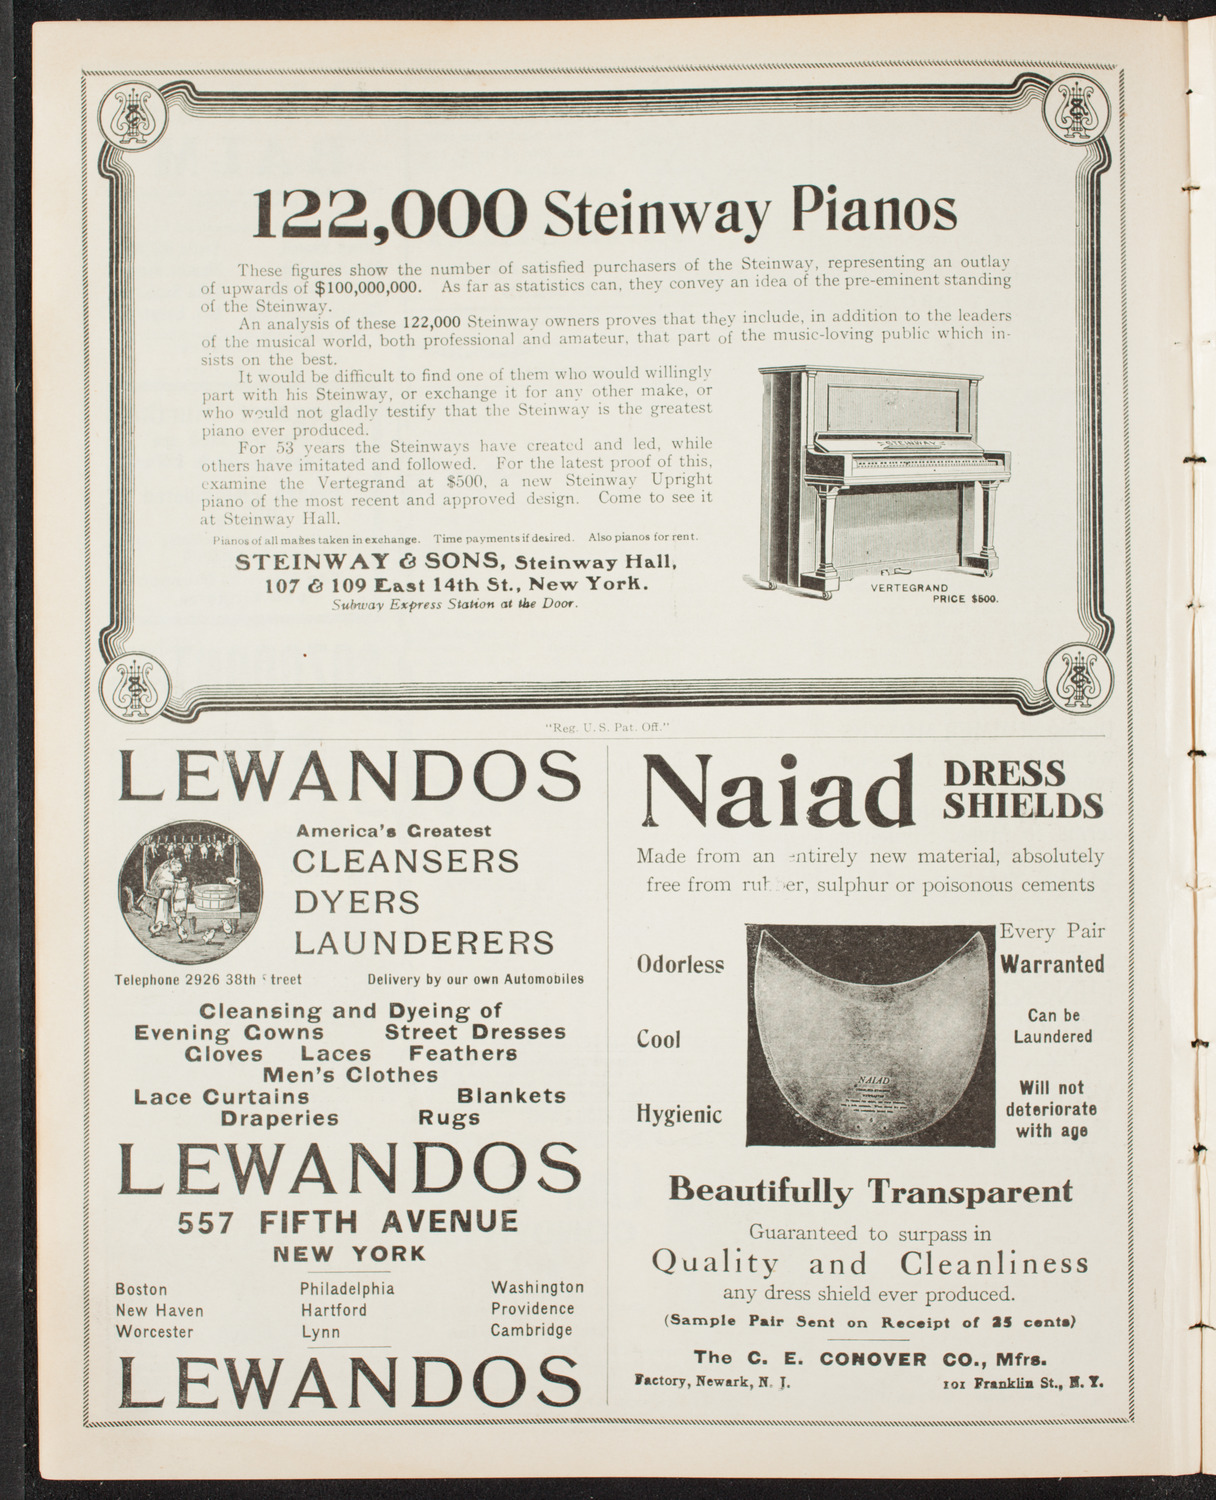 122,000 Steinway Pianos
These figures show the number of satisfied purchasers of the Steinway, representing an outlay
of upwards of $100,000,000. As far as statistics can, they convey an idea of the pre-eminent standing
of the Steinway.
An analysis of these 122,000 Steinway owners proves that they include, in addition to the leaders
of the musical world, both professional and amateur, that part of the music-loving public which in-
sists on the best.
It would be difficult to find one of them who would willingly
part with his Steinway, or exchange it for any other make, or
who would not gladly testify that the Steinway is the greatest
piano ever produced.
For 53 years the Steinways have created and led, while
others have imitated and followed. For the latest proof of this,
examine the Vertegrand at $500, a new Steinway Upright
piano of the most recent and approved design. Come to see it
at Steinway Hall.
Pianos of all makes taken in exchange. Time payments if desired. Also pianos for rent.
STEINWAY & SONS, Steinway Hall,
107 & 109 East 14th St., New York.
Subway Express Station at the Door.
STEINWAY
VERTEGRAND
PRICE $500.
"Reg. U. S. Pat. Off."
LEWANDOS
America's Greatest
CLEANSERS
DYERS
LAUNDERERS
Telephone 2926 38th Street Delivery by our own Automobiles
Cleansing and Dyeing of
Evening Gowns Street Dresses
Gloves Laces Feathers
Men's Clothes
Lace Curtains Blankets
Draperies Rugs
LEWANDOS
557 FIFTH AVENUE
NEW YORK
Boston Philadelphia Washington
New Haven Hartford Providence
Worcester Lynn Cambridge
LEWANDOS
Naiad DRESS
SHIELDS
Made from an entirely new material, absolutely
free from rubber, sulphur or poisonous cements
Odorless
Cool
Hygienic
NAIAD
Every Pair
Warranted
Can be
Laundered
Will not
deteriorate
with age
Beautifully Transparent
Guaranteed to surpass in
Quality and Cleanliness
any dress shield ever produced.
(Sample Pair Sent on Receipt of 25 cents)
The C. E. CONOVER CO., Mfrs.
Factory, Newark, N. J. 101 Franklin St., N. Y.